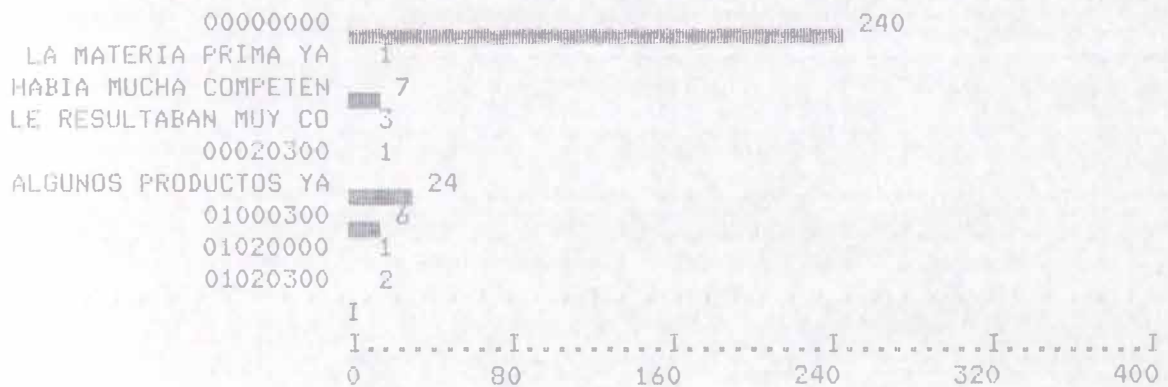 00000000 240
LA MATERIA PRIMA YA 1
HABIA MUCHA COMPETEN 7
LE RESULTABAN MUY CO 3
00020300 1
ALGUNOS PRODUCTOS YA 24
01000300 6
01020000 1
01020300 2
I
I.........I.........I.........I.........I.........I
0 80 160 240 320 400